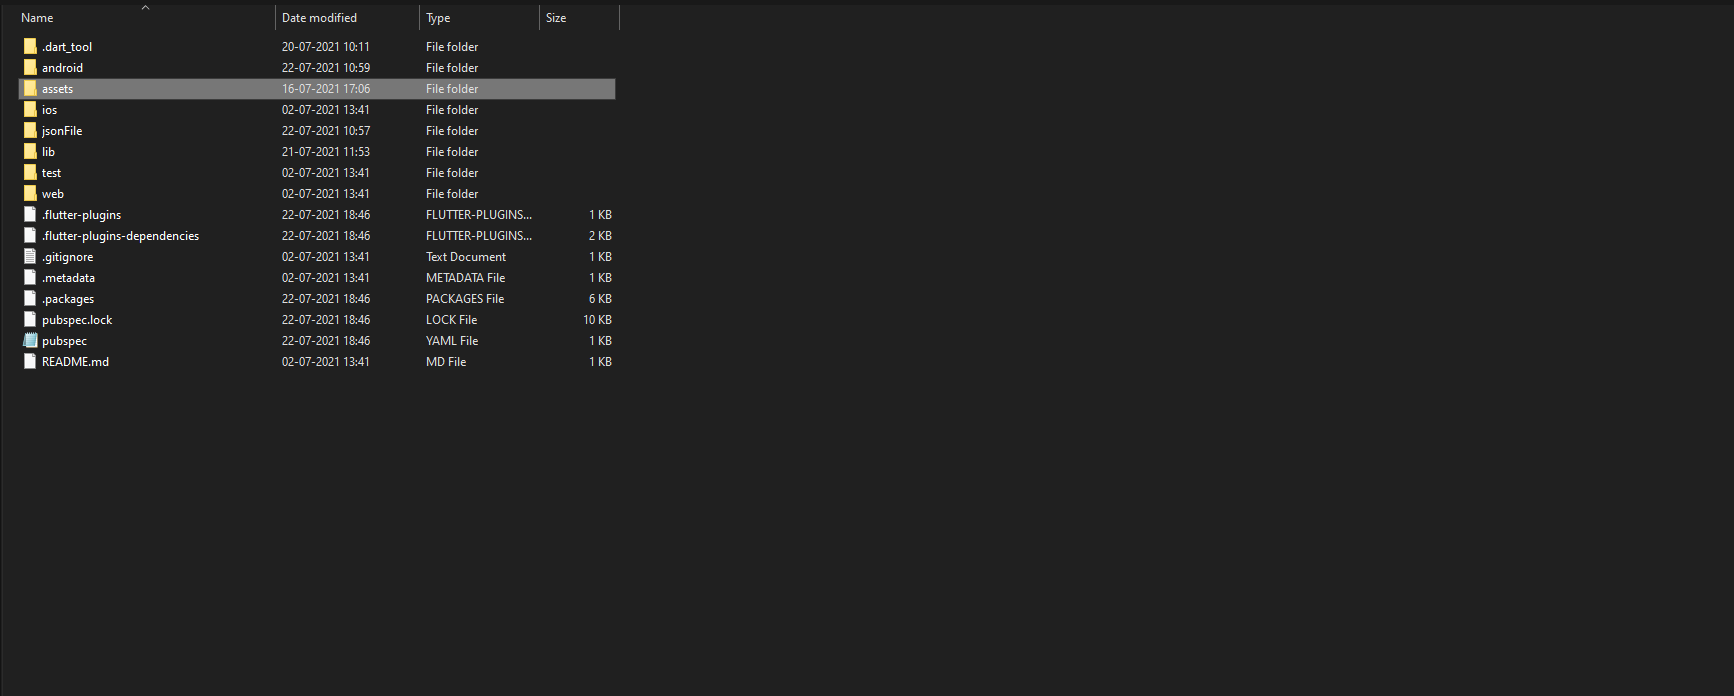 Name Date modified Type Size
.dart_tool 20-07-2021 10:11 File folder
android 22-07-2021 10:59 File folder
assets 16-07-2021 17:06 File folder
ios 02-07-2021 13:41 File folder
jsonFile 22-07-2021 10:57 File folder
lib 21-07-2021 11:53 File folder
test 02-07-2021 13:41 File folder
web 02-07-2021 13:41 File folder
.flutter-plugins 22-07-2021 18:46 FLUTTER-PLUGINS... 1 KB
.flutter-plugins-dependencies 22-07-2021 18:46 FLUTTER-PLUGINS... 2 KB
.gitignore 02-07-2021 13:41 Text Document 1 KB
.metadata 02-07-2021 13:41 METADATA File 1 KB
.packages 22-07-2021 18:46 PACKAGES File 6 KB
pubspec.lock 22-07-2021 18:46 LOCK File 10 KB
pubspec 22-07-2021 18:46 YAML File 1 KB
README.md 02-07-2021 13:41 MD File 1 KB